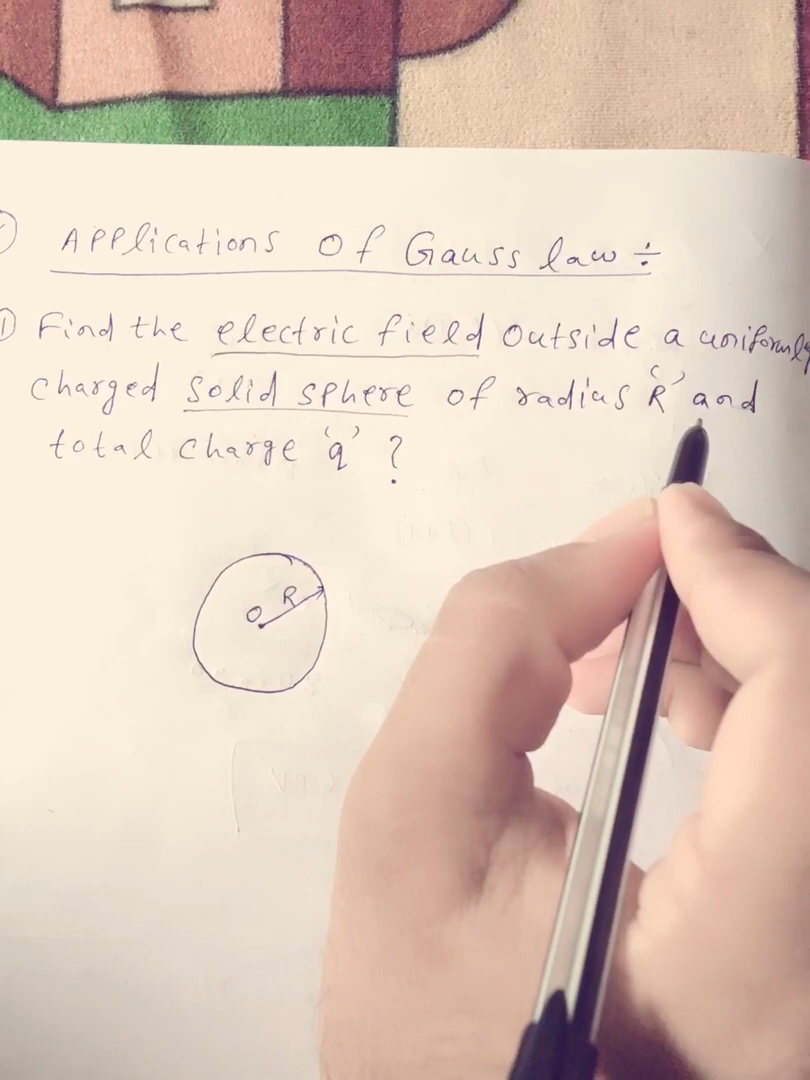 Applications of Gauss law ÷
① Find the electric field outside a uniformly
charged solid sphere of radius 'R' and
total charge 'q' ?
R
O